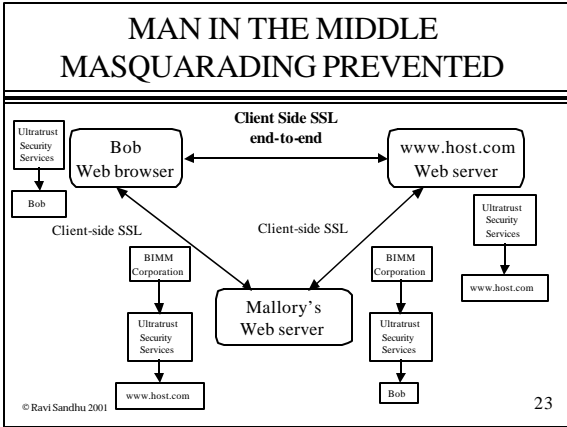 MAN IN THE MIDDLE
MASQUARADING PREVENTED
Client Side SSL
end-to-end
Ultratrust
Security
Services
Bob
Bob
Web browser
www.host.com
Web server
Ultratrust
Security
Services
www.host.com
Client-side SSL
Client-side SSL
BIMM
Corporation
Ultratrust
Security
Services
www.host.com
Mallory's
Web server
BIMM
Corporation
Ultratrust
Security
Services
Bob
© Ravi Sandhu 2001
23